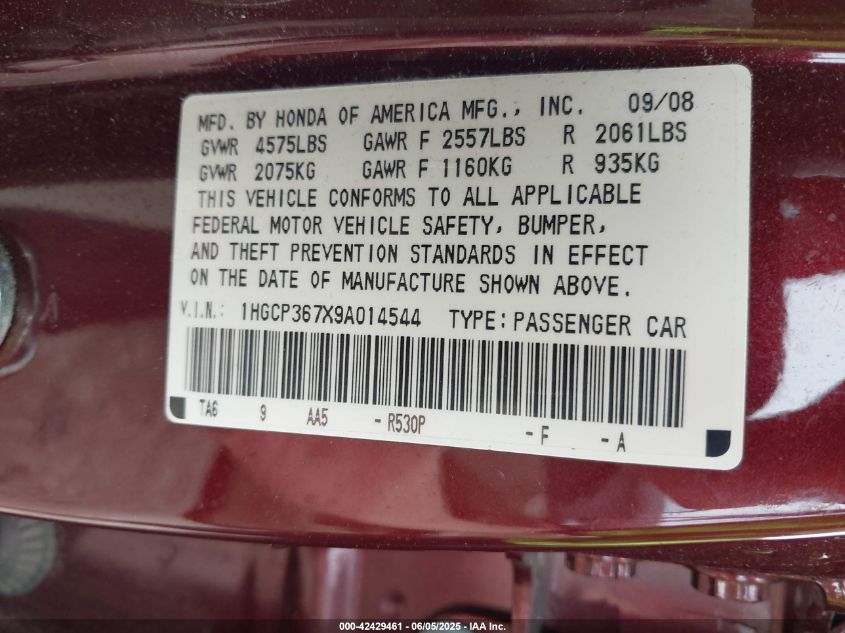 MFD. BY HONDA OF AMERICA MFG., INC. 09/08
GVWR 4575LBS GAWR F 2557LBS R 2061LBS
GVWR 2075KG GAWR F 1160KG R 935KG
THIS VEHICLE CONFORMS TO ALL APPLICABLE
FEDERAL MOTOR VEHICLE SAFETY, BUMPER,
AND THEFT PREVENTION STANDARDS IN EFFECT
ON THE DATE OF MANUFACTURE SHOWN ABOVE.
V.I.N.: 1HGCP367X9A014544 TYPE: PASSENGER CAR
TA6 9 AA5 - R530P - F - A
000-42429461 - 06/05/2025 - IAA Inc.